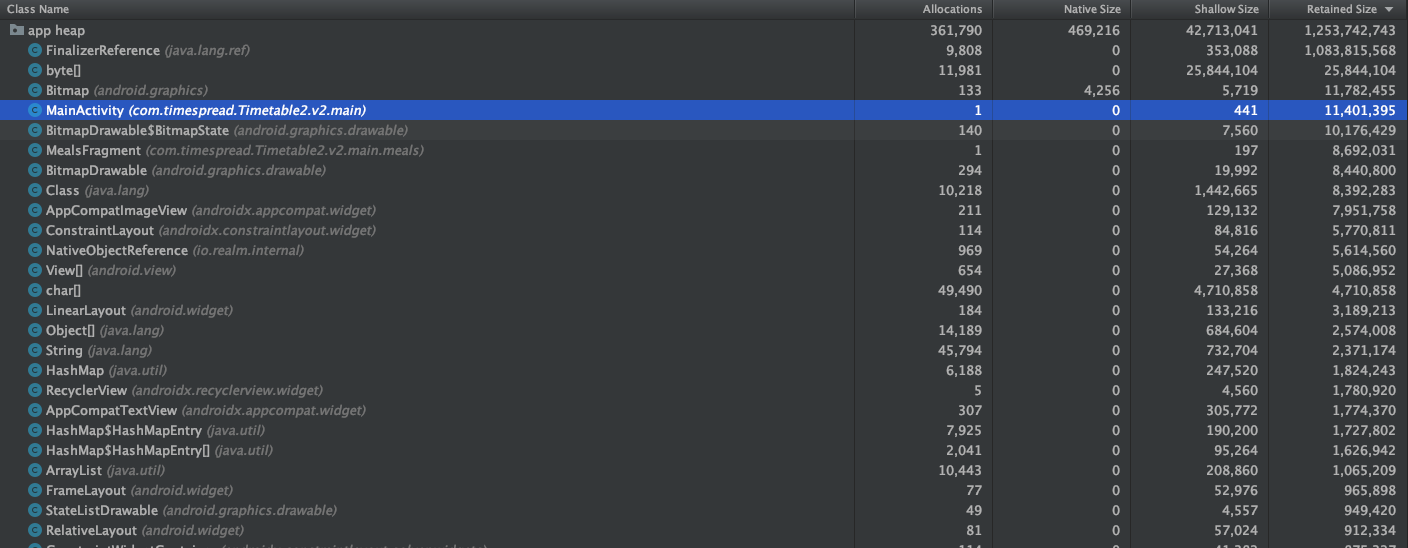 Class Name Allocations Native Size Shallow Size Retained Size
app heap 361,790 469,216 42,713,041 1,253,742,743
FinalizerReference (java.lang.ref) 9,808 0 353,088 1,083,815,568
byte[] 11,981 0 25,844,104 25,844,104
Bitmap (android.graphics) 133 4,256 5,719 11,782,455
MainActivity (com.timespread.Timetable2.v2.main) 1 0 441 11,401,395
BitmapDrawable$BitmapState (android.graphics.drawable) 140 0 7,560 10,176,429
MealsFragment (com.timespread.Timetable2.v2.main.meals) 1 0 197 8,692,031
BitmapDrawable (android.graphics.drawable) 294 0 19,992 8,440,800
Class (java.lang) 10,218 0 1,442,665 8,392,283
AppCompatImageView (androidx.appcompat.widget) 211 0 129,132 7,951,758
ConstraintLayout (androidx.constraintlayout.widget) 114 0 84,816 5,770,811
NativeObjectReference (io.realm.internal) 969 0 54,264 5,614,560
View[] (android.view) 654 0 27,368 5,086,952
char[] 49,490 0 4,710,858 4,710,858
LinearLayout (android.widget) 184 0 133,216 3,189,213
Object[] (java.lang) 14,189 0 684,604 2,574,008
String (java.lang) 45,794 0 732,704 2,371,174
HashMap (java.util) 6,188 0 247,520 1,824,243
RecyclerView (androidx.recyclerview.widget) 5 0 4,560 1,780,920
AppCompatTextView (androidx.appcompat.widget) 307 0 305,772 1,774,370
HashMap$HashMapEntry (java.util) 7,925 0 190,200 1,727,802
HashMap$HashMapEntry[] (java.util) 2,041 0 95,264 1,626,942
ArrayList (java.util) 10,443 0 208,860 1,065,209
FrameLayout (android.widget) 77 0 52,976 965,898
StateListDrawable (android.graphics.drawable) 49 0 4,557 949,420
RelativeLayout (android.widget) 81 0 57,024 912,334